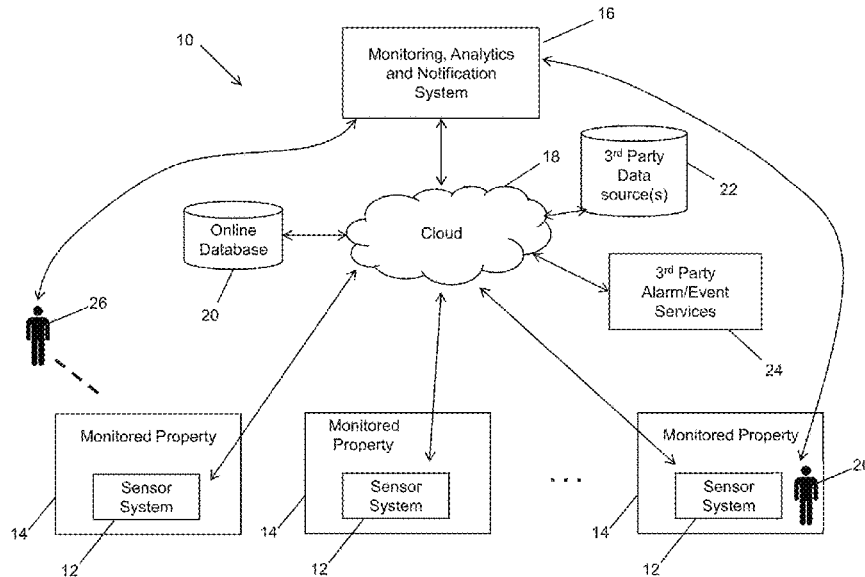 16
10
Monitoring, Analytics
and Notification
System
18
3rd Party
Data
source(s)
22
Online
Database
Cloud
20
3rd Party
Alarm/Event
Services
26
24
Monitored Property
Monitored
Property
Monitored Property
Sensor
System
Sensor
System
...
Sensor
System
14
14
14
12
12
12